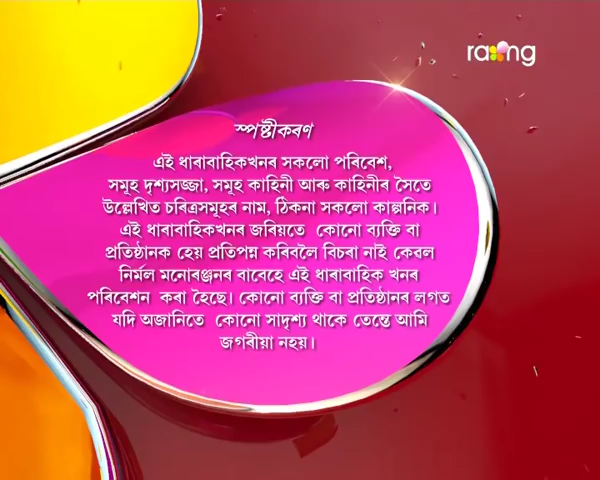 rang
স্পষ্টীকৰণ
এই ধাৰাবাহিকখনৰ সকলো পৰিবেশ,
সমূহ দৃশ্যসজ্জা, সমূহ কাহিনী আৰু কাহিনীৰ সৈতে
উল্লেখিত চৰিত্ৰসমূহৰ নাম, ঠিকনা সকলো কাল্পনিক।
এই ধাৰাবাহিকখনৰ জৰিয়তে কোনো ব্যক্তি বা
প্ৰতিষ্ঠানক হেয় প্ৰতিপন্ন কৰিবলৈ বিচৰা নাই কেৱল
নিৰ্মল মনোৰঞ্জনৰ বাবেহে এই ধাৰাবাহিক খনৰ
পৰিবেশন কৰা হৈছে। কোনো ব্যক্তি বা প্ৰতিষ্ঠানৰ লগত
যদি অজানিতে কোনো সাদৃশ্য থাকে তেন্তে আমি
জগৰীয়া নহয়।